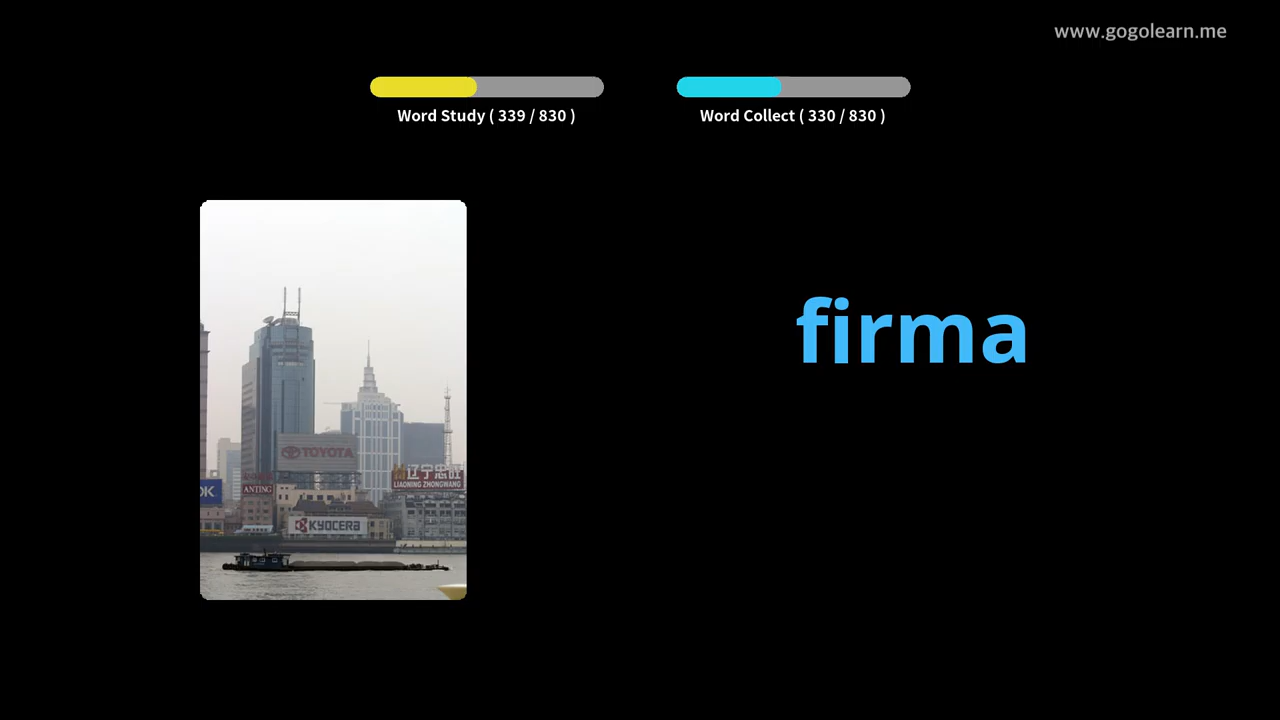 www.gogolearn.me
Word Study ( 339 / 830 )
Word Collect ( 330 / 830 )
firma
TOYOTA
辽宁忠旺
LIAONING ZHONGWANG
OK
ANTING
KYOCERA